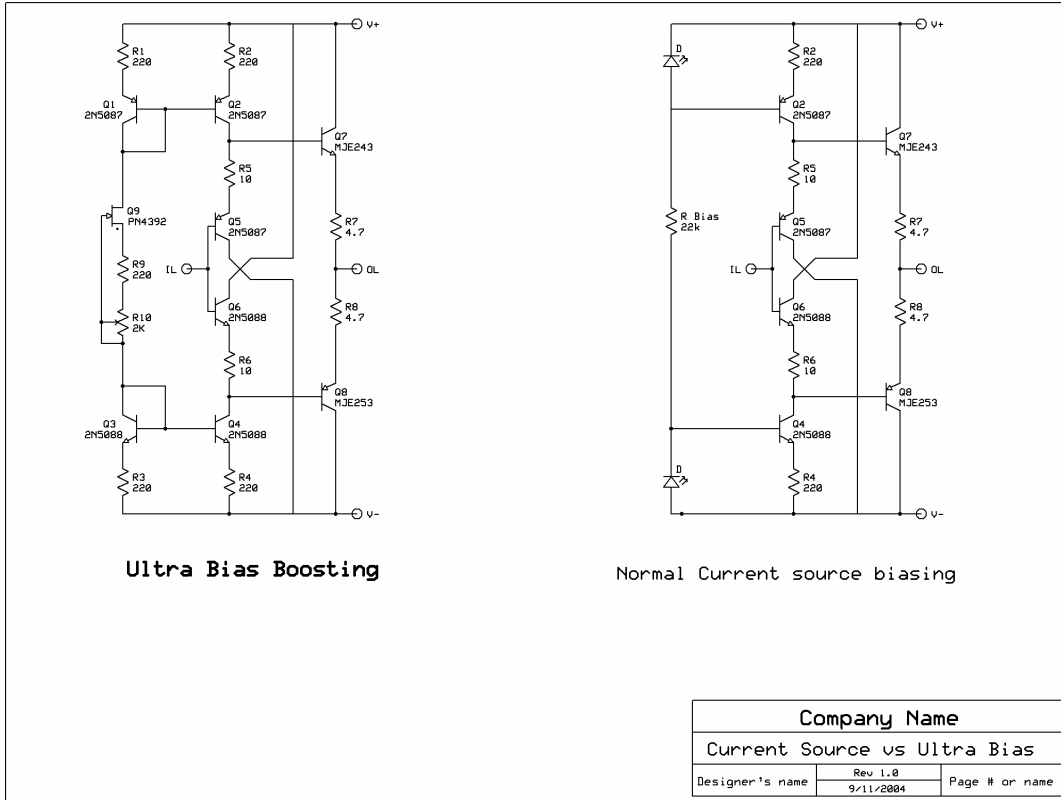 V+
R1
220
R2
220
Q1
2N5087
Q2
2N5087
Q7
MJE243
R5
10
Q9
PN4392
Q5
2N5087
R7
4.7
R9
220
IL
OL
R10
2K
Q6
2N5088
R8
4.7
R6
10
Q8
MJE253
Q3
2N5088
Q4
2N5088
R3
220
R4
220
V-
Ultra Bias Boosting
V+
D
R2
220
Q2
2N5087
Q7
MJE243
R5
10
R Bias
22k
Q5
2N5087
R7
4.7
IL
OL
Q6
2N5088
R8
4.7
R6
10
Q8
MJE253
Q4
2N5088
D
R4
220
V-
Normal Current source biasing
Company Name
Current Source vs Ultra Bias
Designer's name
Rev 1.0
9/11/2004
Page # or name